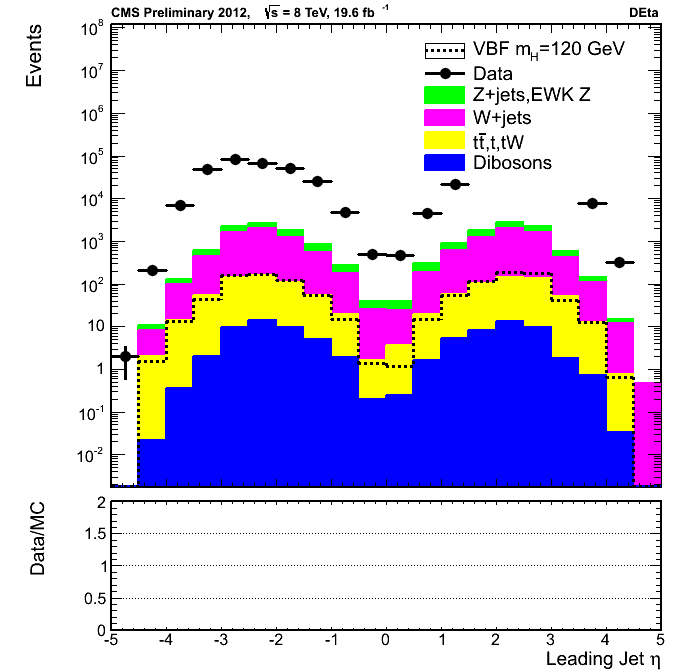 CMS Preliminary 2012, √s = 8 TeV, 19.6 fb⁻¹ DEta
Events
10⁸
10⁷
10⁶
10⁵
10⁴
10³
10²
10
1
10⁻¹
10⁻²
VBF m_H=120 GeV
Data
Z+jets,EWK Z
W+jets
tt̄,t,tW
Dibosons
Data/MC
2
1.5
1
0.5
0
-5 -4 -3 -2 -1 0 1 2 3 4 5
Leading Jet η